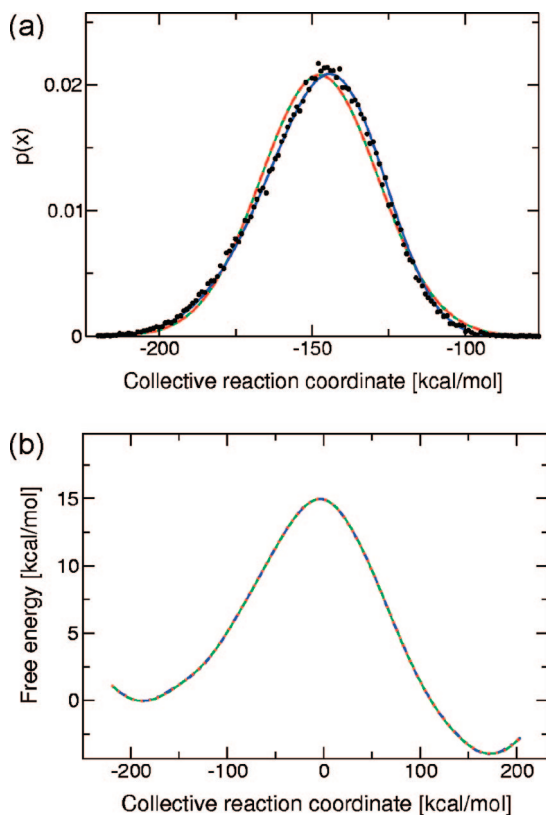 (a)
p(x)
0.02
0.01
0
-200 -150 -100
Collective reaction coordinate [kcal/mol]
(b)
Free energy [kcal/mol]
15
10
5
0
-200 -100 0 100 200
Collective reaction coordinate [kcal/mol]